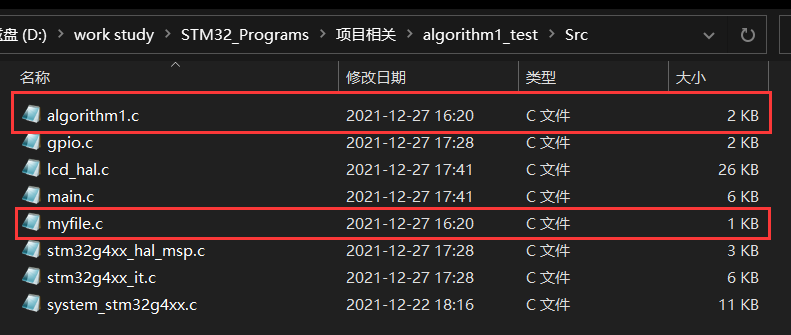 磁盘 (D:) > work study > STM32_Programs > 项目相关 > algorithm1_test > Src
名称 修改日期 类型 大小
algorithm1.c 2021-12-27 16:20 C 文件 2 KB
gpio.c 2021-12-27 17:28 C 文件 2 KB
lcd_hal.c 2021-12-27 17:41 C 文件 26 KB
main.c 2021-12-27 17:41 C 文件 6 KB
myfile.c 2021-12-27 16:20 C 文件 1 KB
stm32g4xx_hal_msp.c 2021-12-27 17:28 C 文件 3 KB
stm32g4xx_it.c 2021-12-27 17:28 C 文件 6 KB
system_stm32g4xx.c 2021-12-22 18:16 C 文件 11 KB